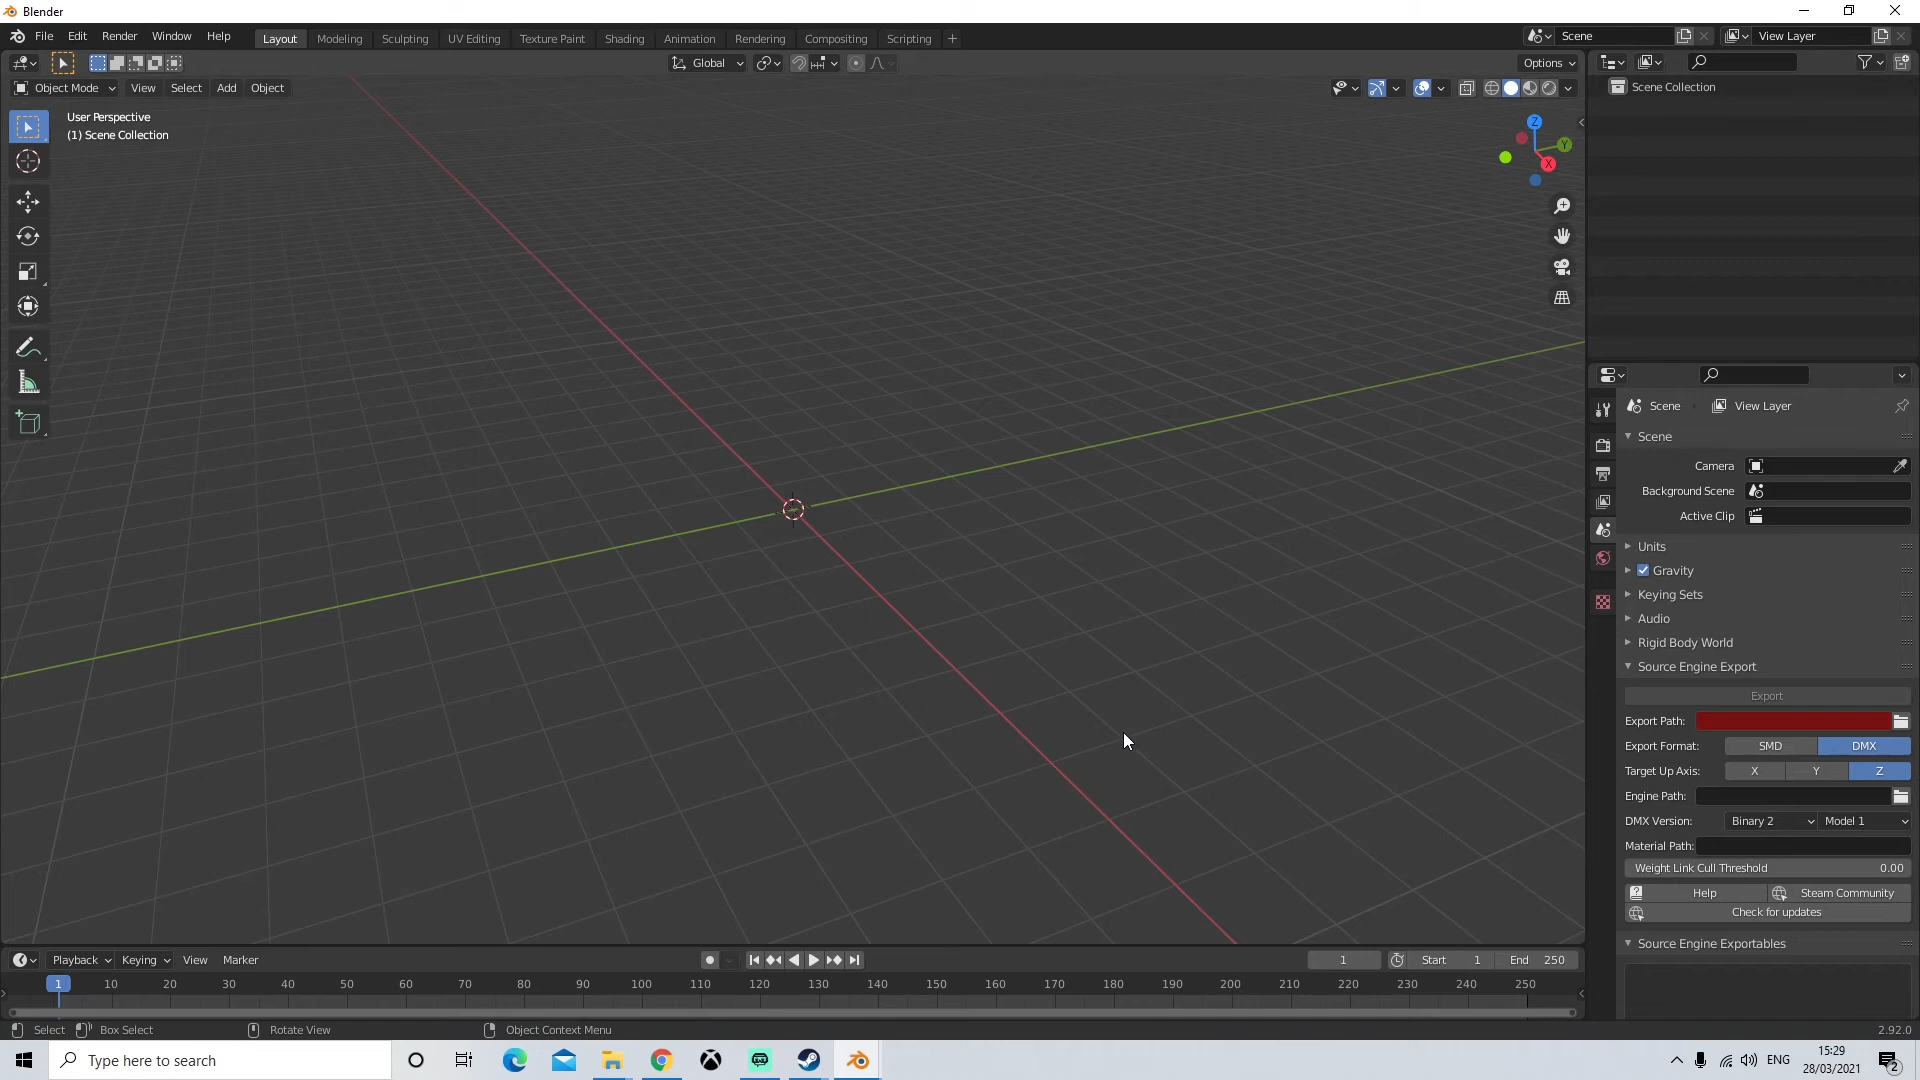 Blender
File Edit Render Window Help Layout Modeling Sculpting UV Editing Texture Paint Shading Animation Rendering Compositing Scripting + Scene View Layer
Global Options
Object Mode View Select Add Object
User Perspective
(1) Scene Collection
Z
Y
X
Scene Collection
Scene View Layer
Scene
Camera
Background Scene
Active Clip
Units
Gravity
Keying Sets
Audio
Rigid Body World
Source Engine Export
Export
Export Path:
Export Format: SMD DMX
Target Up Axis: X Y Z
Engine Path:
DMX Version: Binary 2 Model 1
Material Path:
Weight Link Cull Threshold 0.00
Help Steam Community
Check for updates
Source Engine Exportables
Playback Keying View Marker 1 Start 1 End 250
1 10 20 30 40 50 60 70 80 90 100 110 120 130 140 150 160 170 180 190 200 210 220 230 240 250
Select Box Select Rotate View Object Context Menu 2.92.0
Type here to search
ENG
15:29
28/03/2021
2